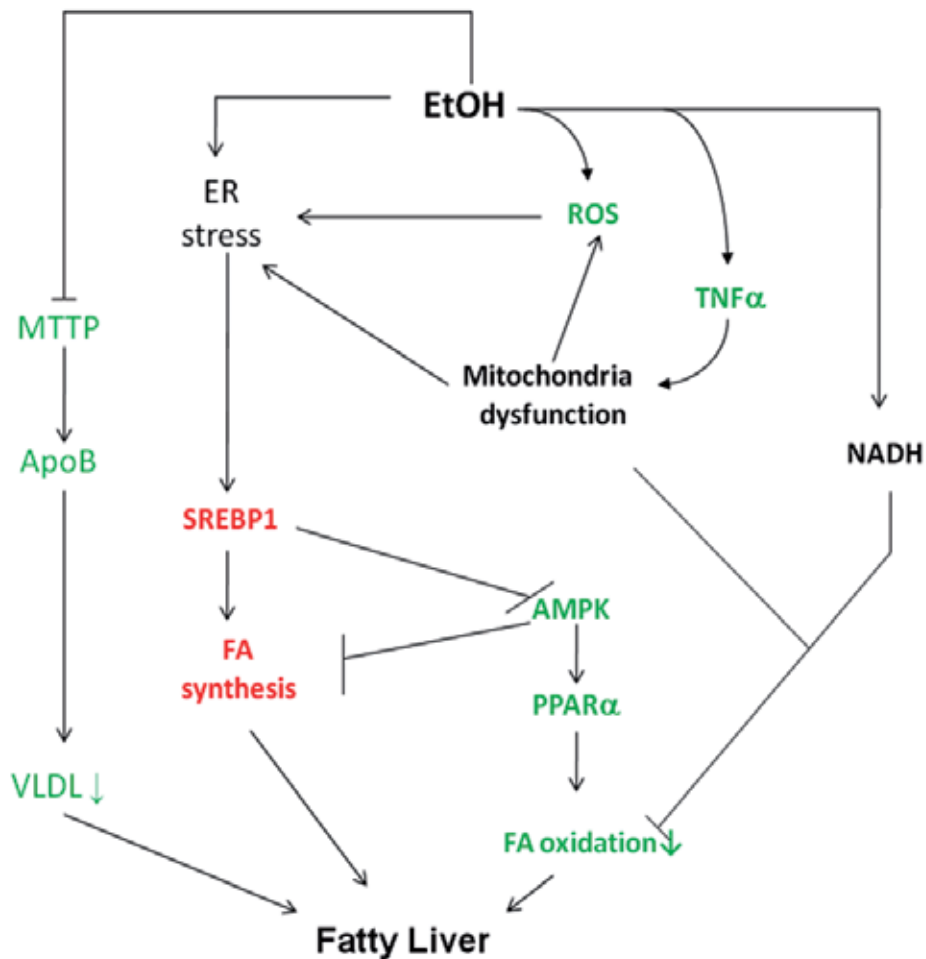 EtOH
ER
stress
ROS
TNFα
MTTP
Mitochondria
dysfunction
ApoB
NADH
SREBP1
AMPK
FA
synthesis
PPARα
VLDL↓
FA oxidation↓
Fatty Liver